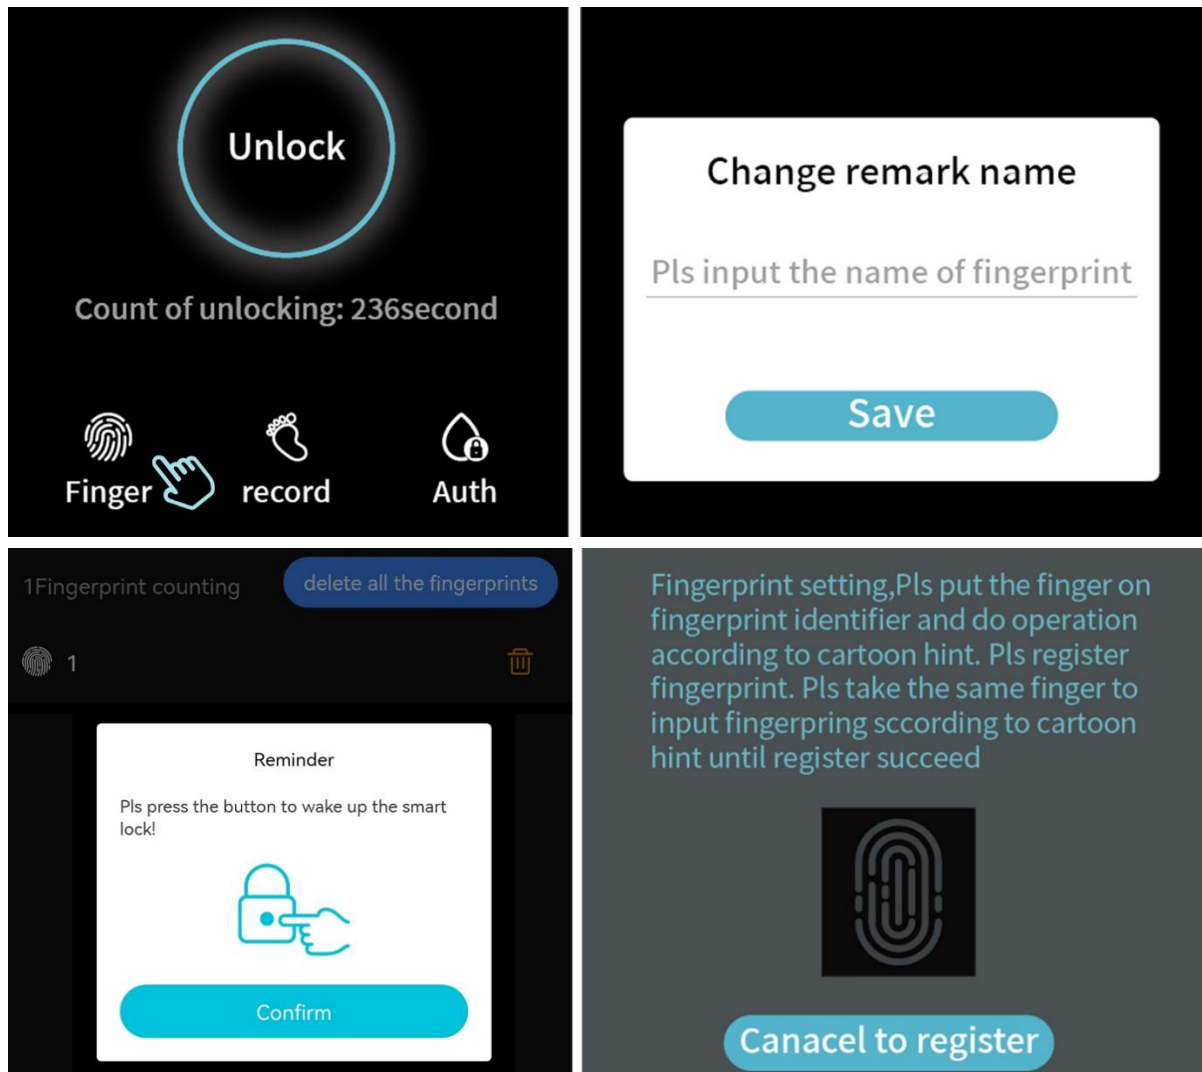 Unlock
Count of unlocking: 236second
Finger
record
Auth
Change remark name
Pls input the name of fingerprint
Save
1Fingerprint counting
delete all the fingerprints
1
Reminder
Pls press the button to wake up the smart
lock!
Confirm
Fingerprint setting,Pls put the finger on
fingerprint identifier and do operation
according to cartoon hint. Pls register
fingerprint. Pls take the same finger to
input fingerpring sccording to cartoon
hint until register succeed
Canacel to register